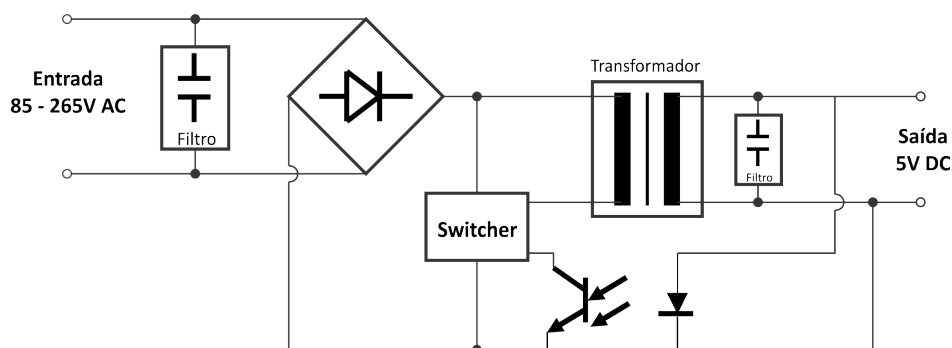 Transformador
Entrada
85 - 265V AC
Filtro
Saída
5V DC
Filtro
Switcher